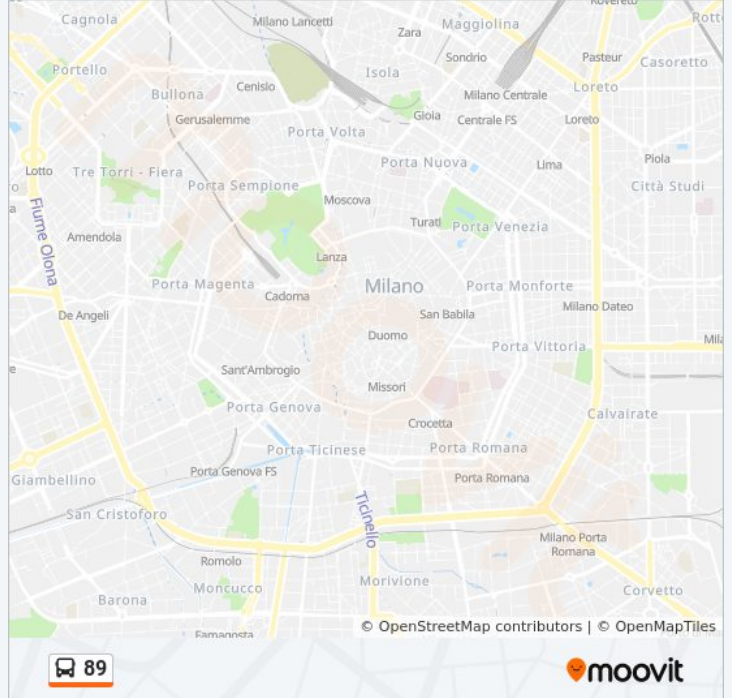 Rovereto
Cagnola
Milano Lancetti
Maggiolina
Zara
Sondrio
Pasteur
Casoretto
Portello
Isola
Bullona
Cenisio
Milano Centrale
Loreto
Gerusalemme
Gioia
Centrale FS
Loreto
Porta Volta
Lotto
Tre Torri - Fiera
Porta Nuova
Lima
Piola
Porta Sempione
Città Studi
Moscova
Fiume Olona
Turati
Porta Venezia
Amendola
Lanza
Porta Magenta
Milano
Porta Monforte
Cadorna
De Angeli
San Babila
Milano Dateo
Duomo
Porta Vittoria
Sant'Ambrogio
Missori
Porta Genova
Crocetta
Calvairate
Porta Ticinese
Porta Romana
Giambellino
Porta Genova FS
Porta Romana
San Cristoforo
Ticinello
Milano Porta
Romana
Romolo
Moncucco
Morivione
Corvetto
Barona
Famagosta
© OpenStreetMap contributors | © OpenMapTiles
89
moovit